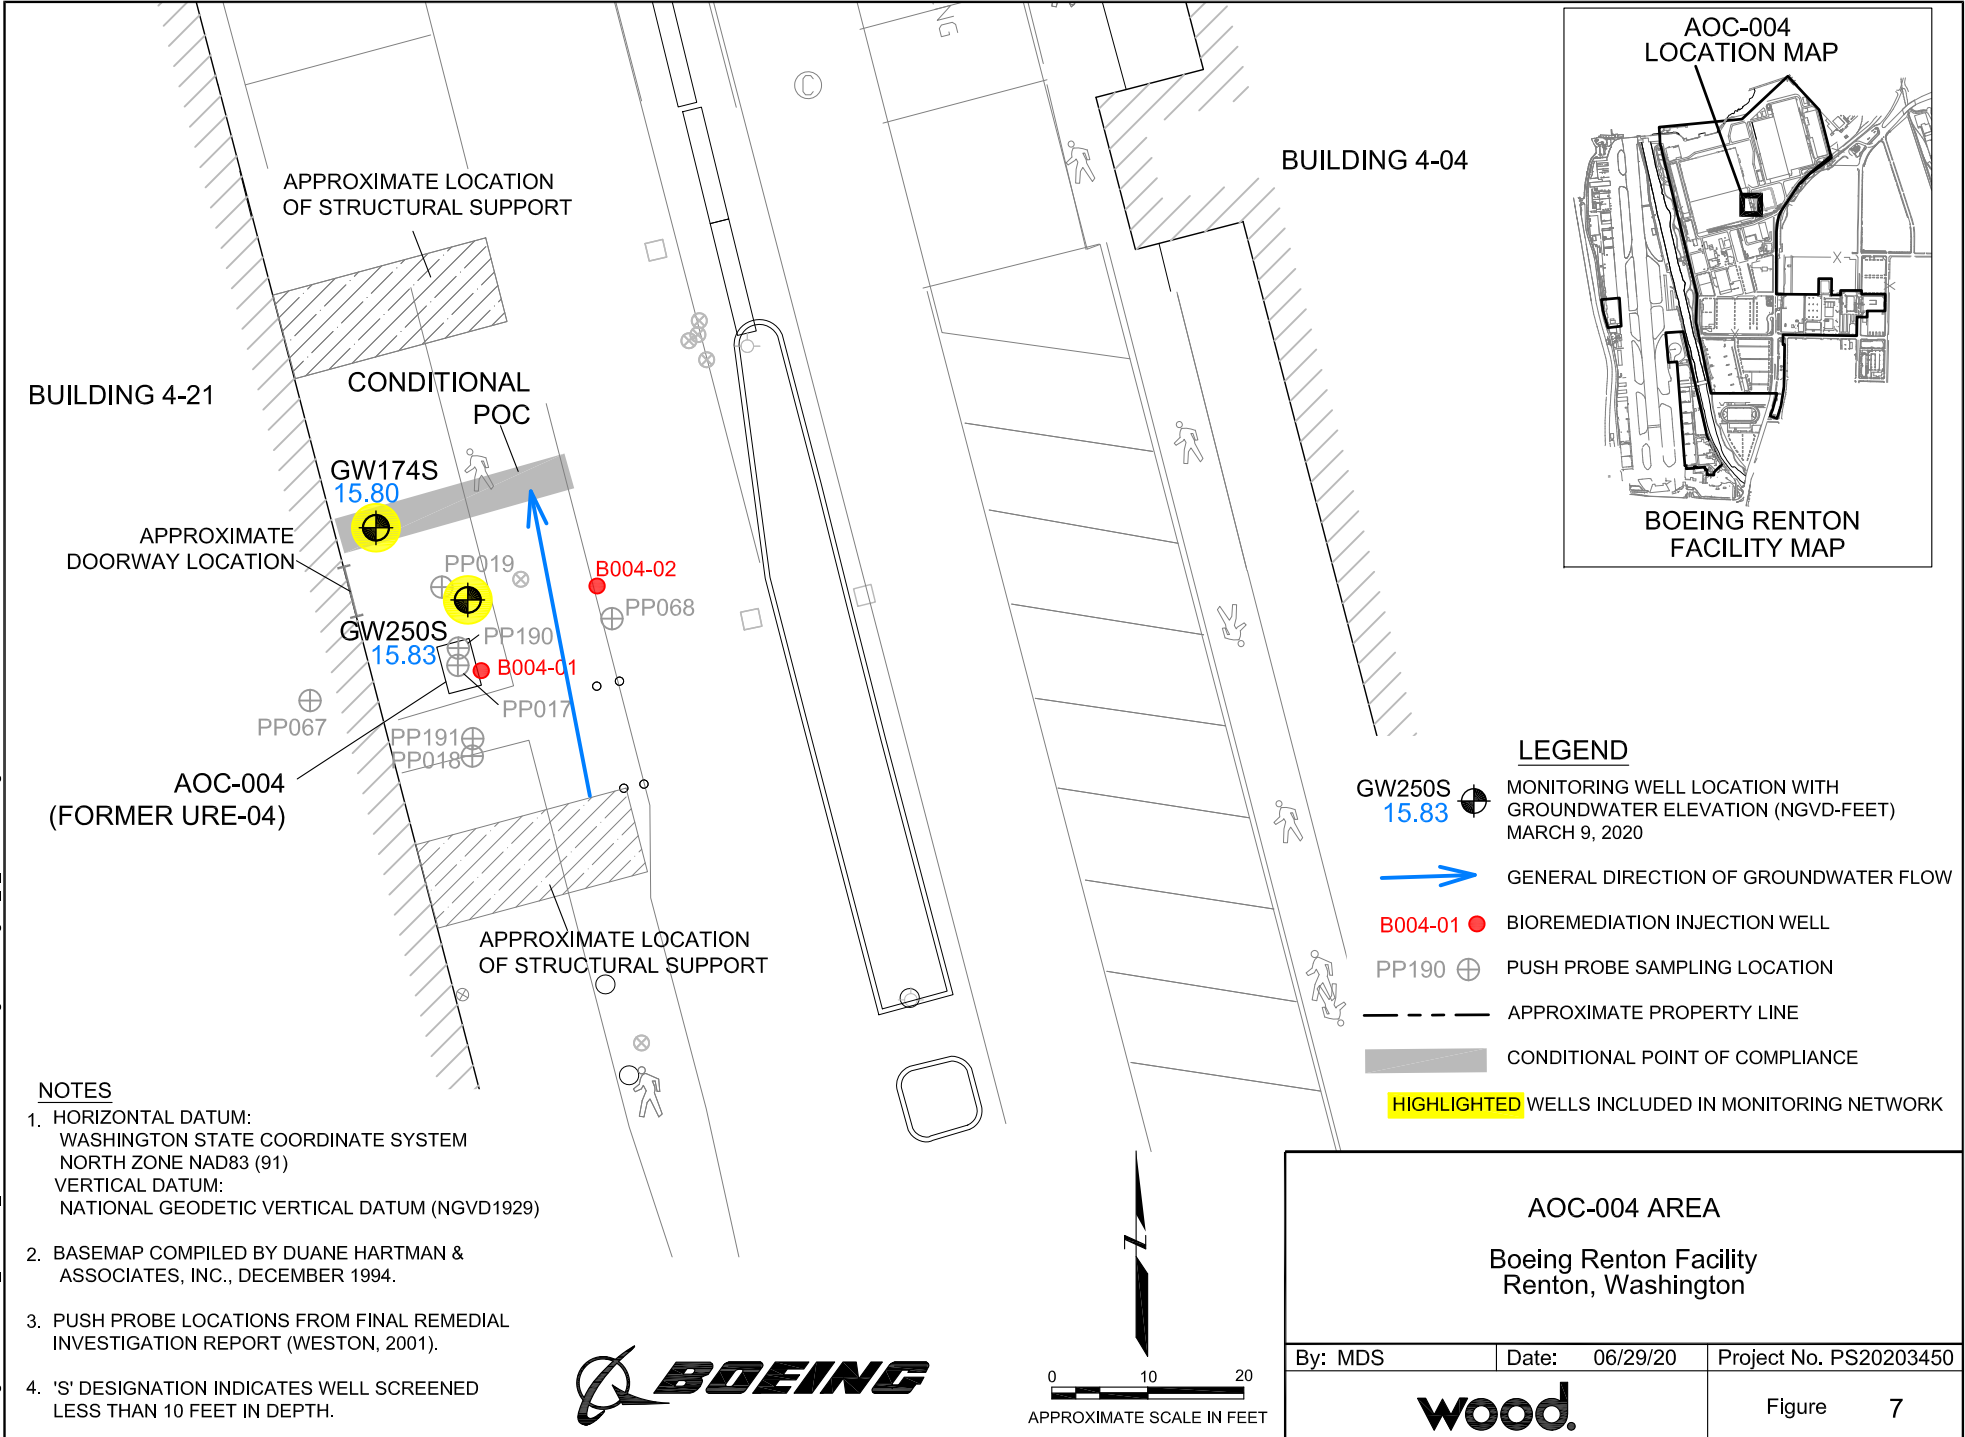 NG
C
AOC-004
LOCATION MAP
BUILDING 4-04
APPROXIMATE LOCATION
OF STRUCTURAL SUPPORT
BUILDING 4-21
CONDITIONAL
POC
GW174S
15.80
APPROXIMATE
DOORWAY LOCATION
PP019
B004-02
PP068
GW250S
15.83
PP190
B004-01
PP017
PP067
PP191
PP018
AOC-004
(FORMER URE-04)
APPROXIMATE LOCATION
OF STRUCTURAL SUPPORT
BOEING RENTON
FACILITY MAP
LEGEND
GW250S
15.83
MONITORING WELL LOCATION WITH
GROUNDWATER ELEVATION (NGVD-FEET)
MARCH 9, 2020
GENERAL DIRECTION OF GROUNDWATER FLOW
B004-01 BIOREMEDIATION INJECTION WELL
PP190 PUSH PROBE SAMPLING LOCATION
APPROXIMATE PROPERTY LINE
CONDITIONAL POINT OF COMPLIANCE
HIGHLIGHTED WELLS INCLUDED IN MONITORING NETWORK
NOTES
1. HORIZONTAL DATUM:
WASHINGTON STATE COORDINATE SYSTEM
NORTH ZONE NAD83 (91)
VERTICAL DATUM:
NATIONAL GEODETIC VERTICAL DATUM (NGVD1929)
2. BASEMAP COMPILED BY DUANE HARTMAN &
ASSOCIATES, INC., DECEMBER 1994.
3. PUSH PROBE LOCATIONS FROM FINAL REMEDIAL
INVESTIGATION REPORT (WESTON, 2001).
4. 'S' DESIGNATION INDICATES WELL SCREENED
LESS THAN 10 FEET IN DEPTH.
BOEING
Z
0 10 20
APPROXIMATE SCALE IN FEET
AOC-004 AREA
Boeing Renton Facility
Renton, Washington
By: MDS Date: 06/29/20 Project No. PS20203450
wood.
Figure 7